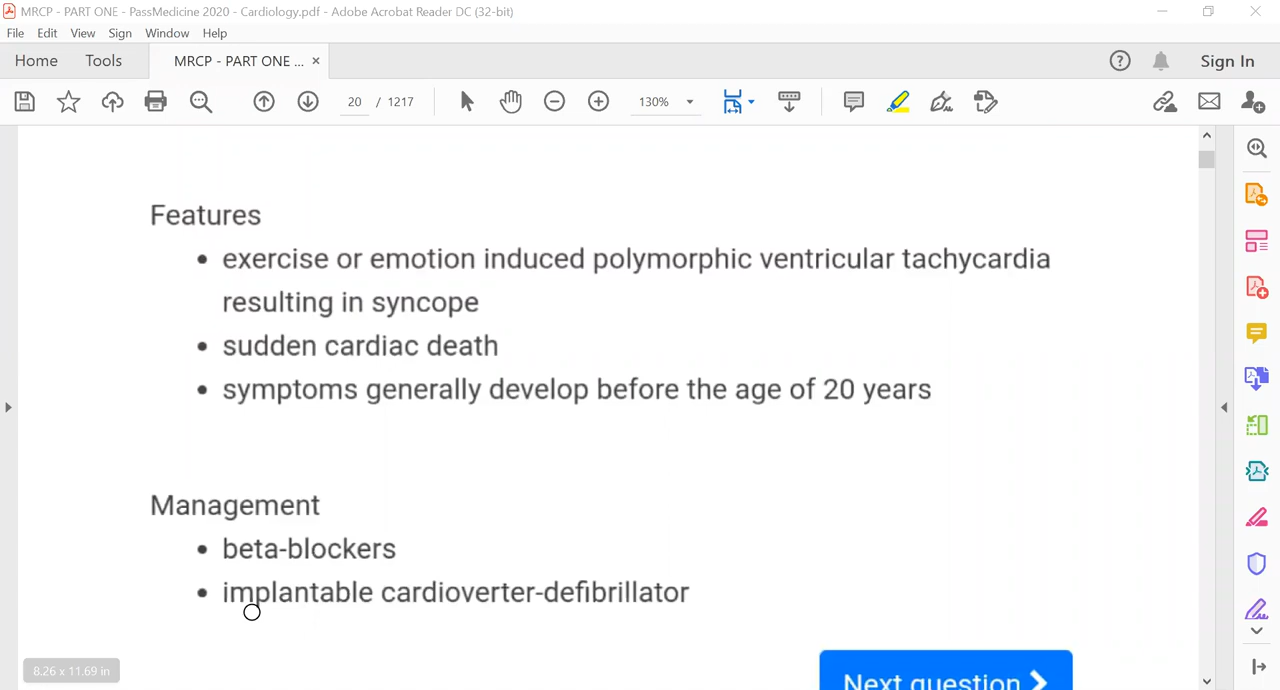 MRCP - PART ONE - PassMedicine 2020 - Cardiology.pdf - Adobe Acrobat Reader DC (32-bit)
File Edit View Sign Window Help
Home Tools MRCP - PART ONE ... × Sign In
20 / 1217 130%
Features
• exercise or emotion induced polymorphic ventricular tachycardia
resulting in syncope
• sudden cardiac death
• symptoms generally develop before the age of 20 years
Management
• beta-blockers
• implantable cardioverter-defibrillator
8.26 x 11.69 in
Next question